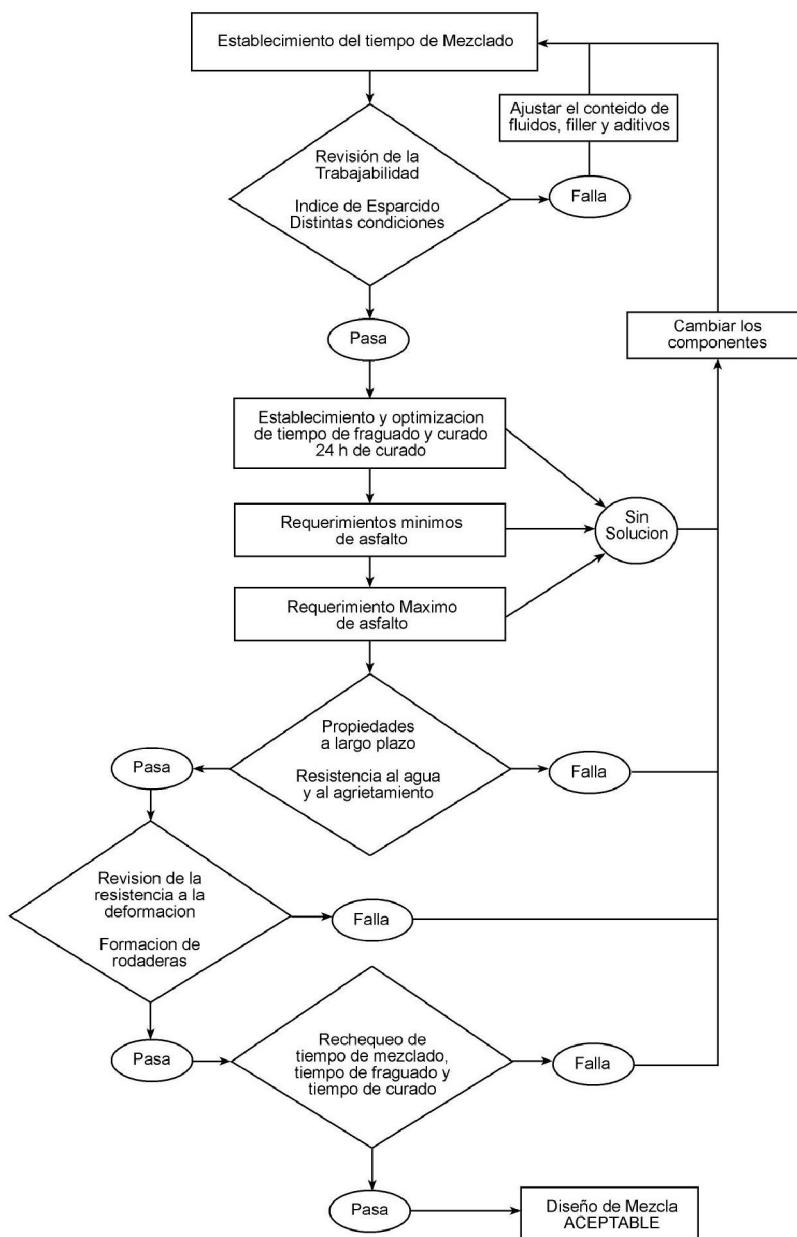 Establecimiento del tiempo de Mezclado
Ajustar el conteido de
fluidos, filler y aditivos
Revisión de la
Trabajabilidad
Indice de Esparcido
Distintas condiciones
Falla
Pasa
Cambiar los
componentes
Establecimiento y optimizacion
de tiempo de fraguado y curado
24 h de curado
Requerimientos minimos
de asfalto
Sin
Solucion
Requerimiento Maximo
de asfalto
Propiedades
a largo plazo
Resistencia al agua
y al agrietamiento
Pasa
Falla
Revision de la
resistencia a la
deformacion
Formacion de
rodaderas
Falla
Pasa
Rechequeo de
tiempo de mezclado,
tiempo de fraguado y
tiempo de curado
Falla
Pasa
Diseño de Mezcla
ACEPTABLE